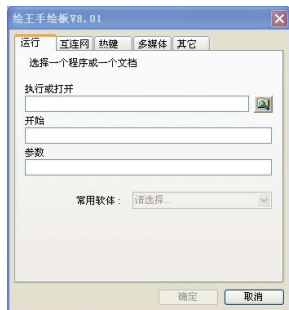 绘王手绘板V8.01
运行 互连网 热键 多媒体 其它
选择一个程序或一个文档
执行或打开
开始
参数
常用软体： 请选择...
确定 取消